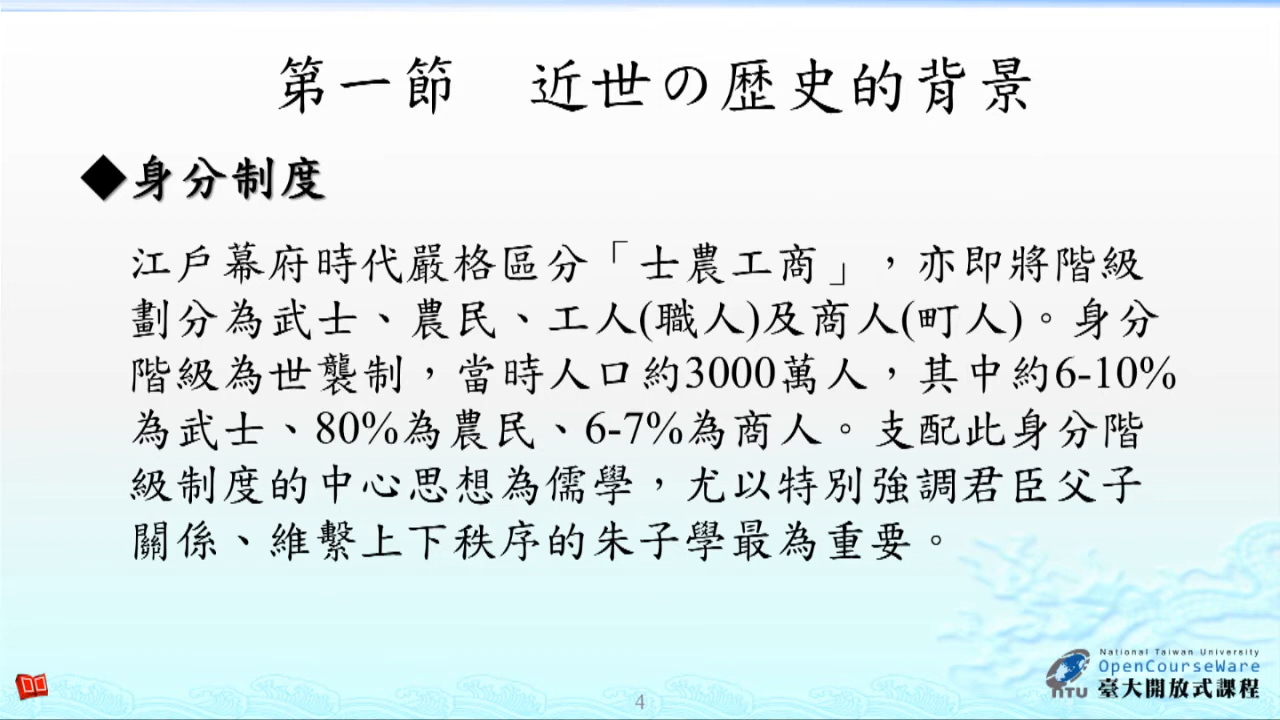 第一節　近世の歷史的背景
◆身分制度
江戶幕府時代嚴格區分「士農工商」，亦即將階級
劃分為武士、農民、工人(職人)及商人(町人)。身分
階級為世襲制，當時人口約3000萬人，其中約6-10%
為武士、80%為農民、6-7%為商人。支配此身分階
級制度的中心思想為儒學，尤以特別強調君臣父子
關係、維繫上下秩序的朱子學最為重要。
National Taiwan University
OpenCourseWare
NTU 臺大開放式課程
4